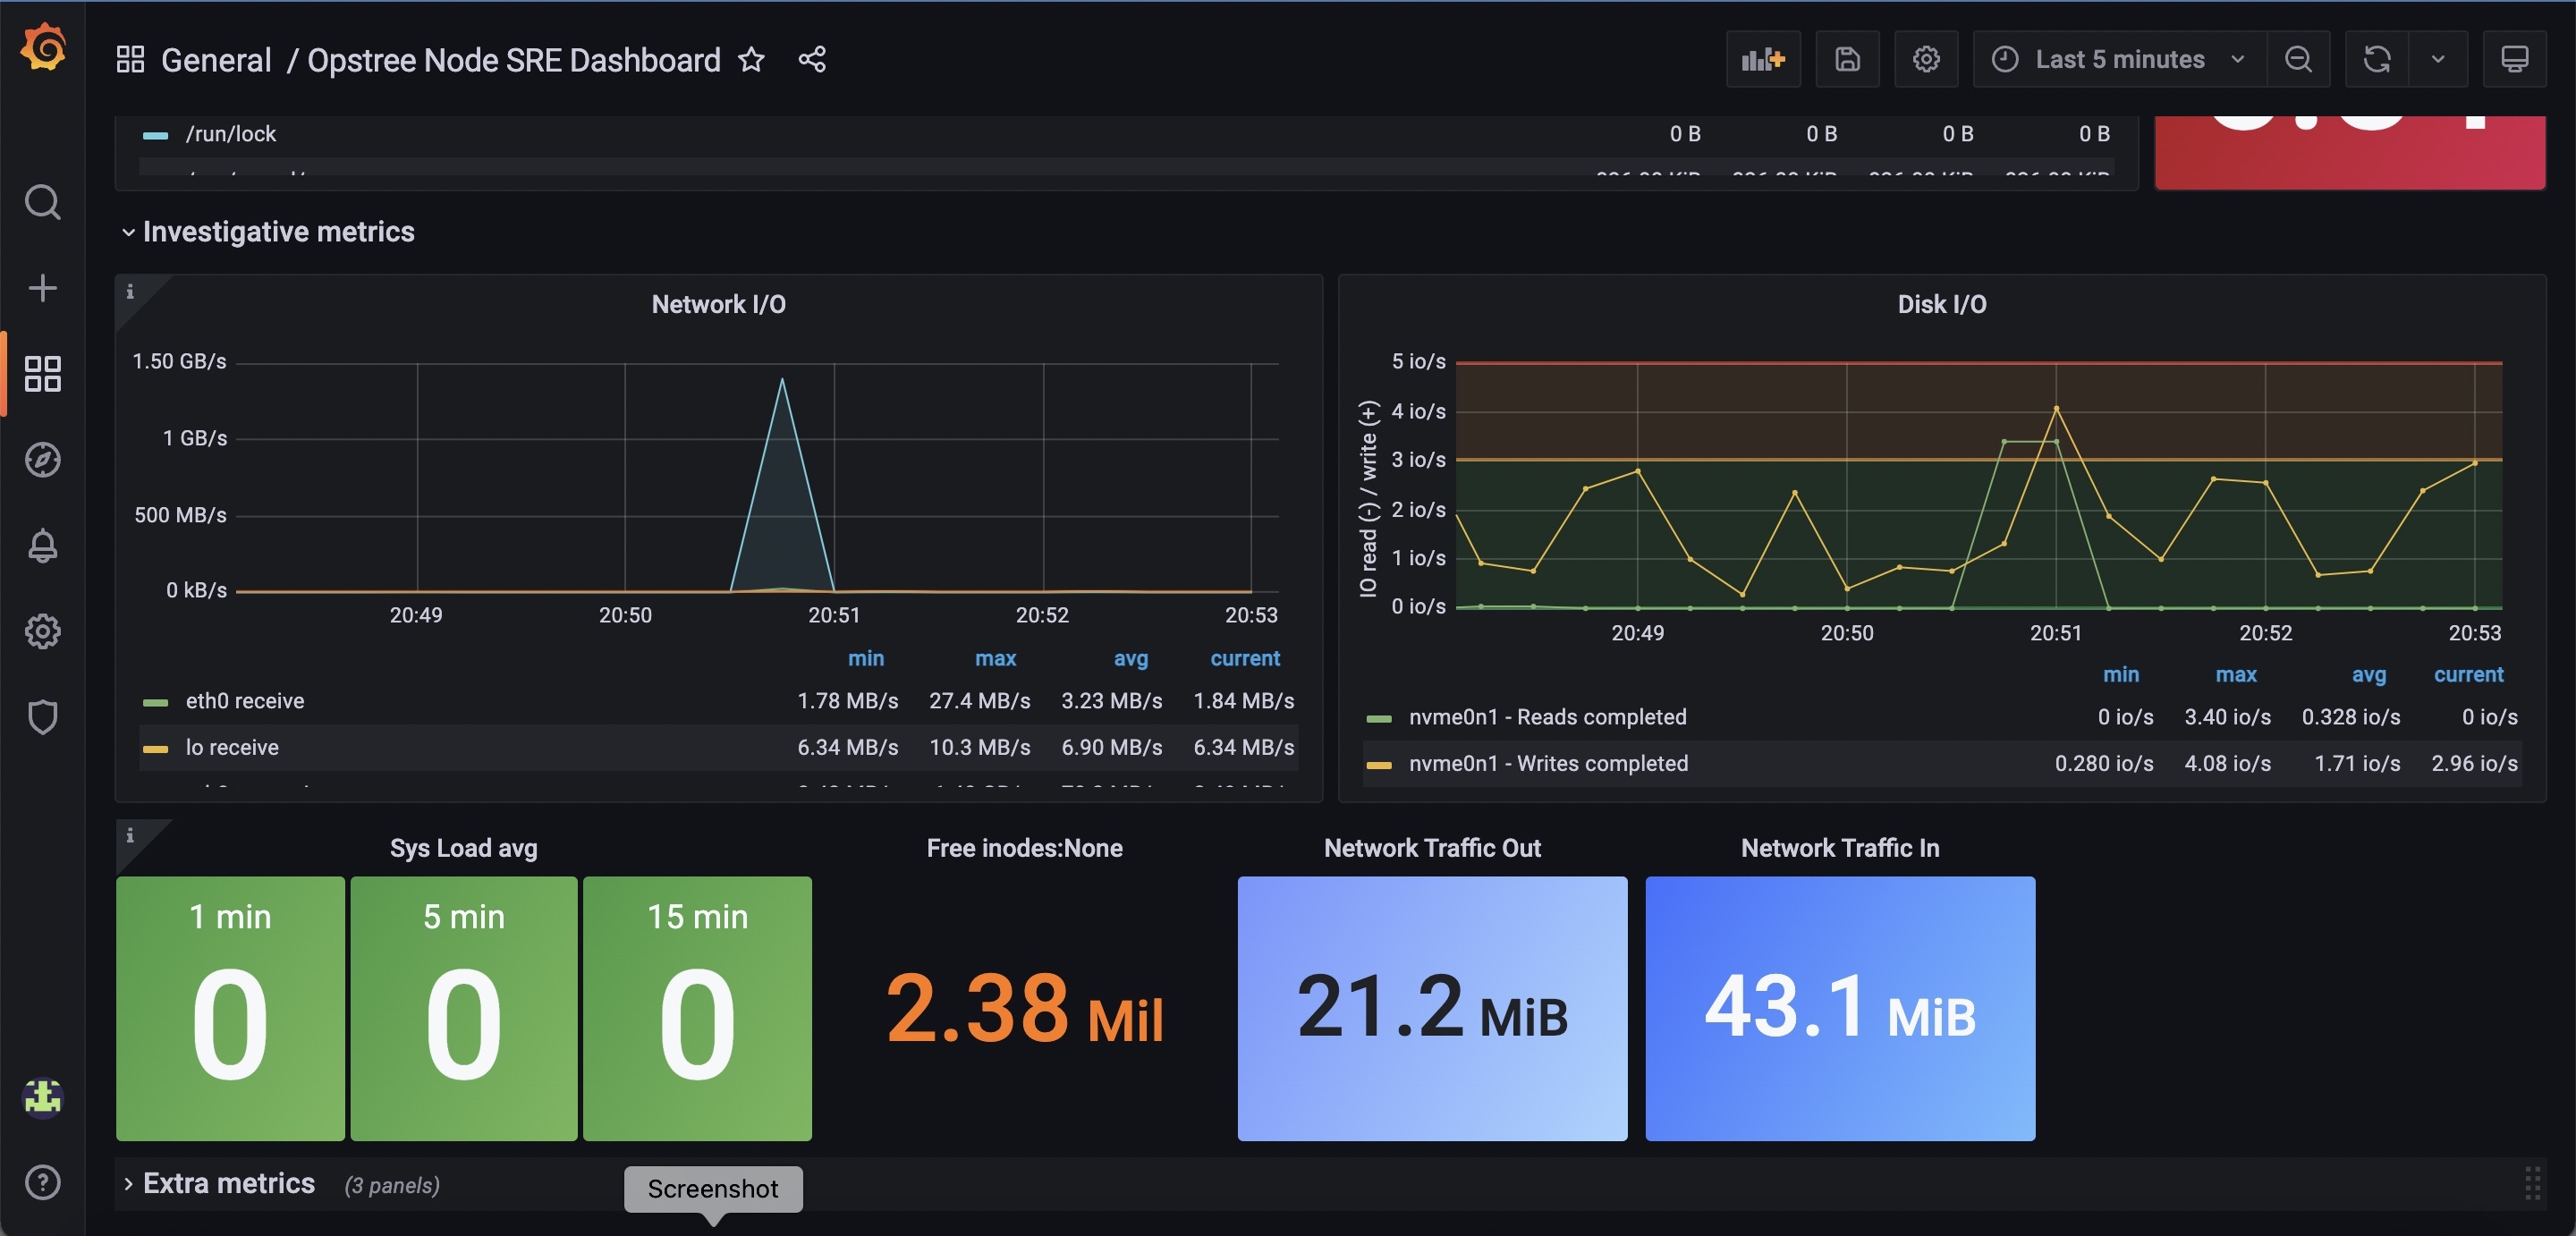 General / Opstree Node SRE Dashboard
Last 5 minutes
/run/lock 0 B 0 B 0 B 0 B
Investigative metrics
Network I/O
1.50 GB/s
1 GB/s
500 MB/s
0 kB/s
20:49 20:50 20:51 20:52 20:53
min max avg current
eth0 receive 1.78 MB/s 27.4 MB/s 3.23 MB/s 1.84 MB/s
lo receive 6.34 MB/s 10.3 MB/s 6.90 MB/s 6.34 MB/s
Disk I/O
IO read (-) / write (+)
5 io/s
4 io/s
3 io/s
2 io/s
1 io/s
0 io/s
20:49 20:50 20:51 20:52 20:53
min max avg current
nvme0n1 - Reads completed 0 io/s 3.40 io/s 0.328 io/s 0 io/s
nvme0n1 - Writes completed 0.280 io/s 4.08 io/s 1.71 io/s 2.96 io/s
Sys Load avg
1 min 5 min 15 min
0 0 0
Free inodes:None
2.38 Mil
Network Traffic Out
21.2 MiB
Network Traffic In
43.1 MiB
Extra metrics (3 panels)
Screenshot